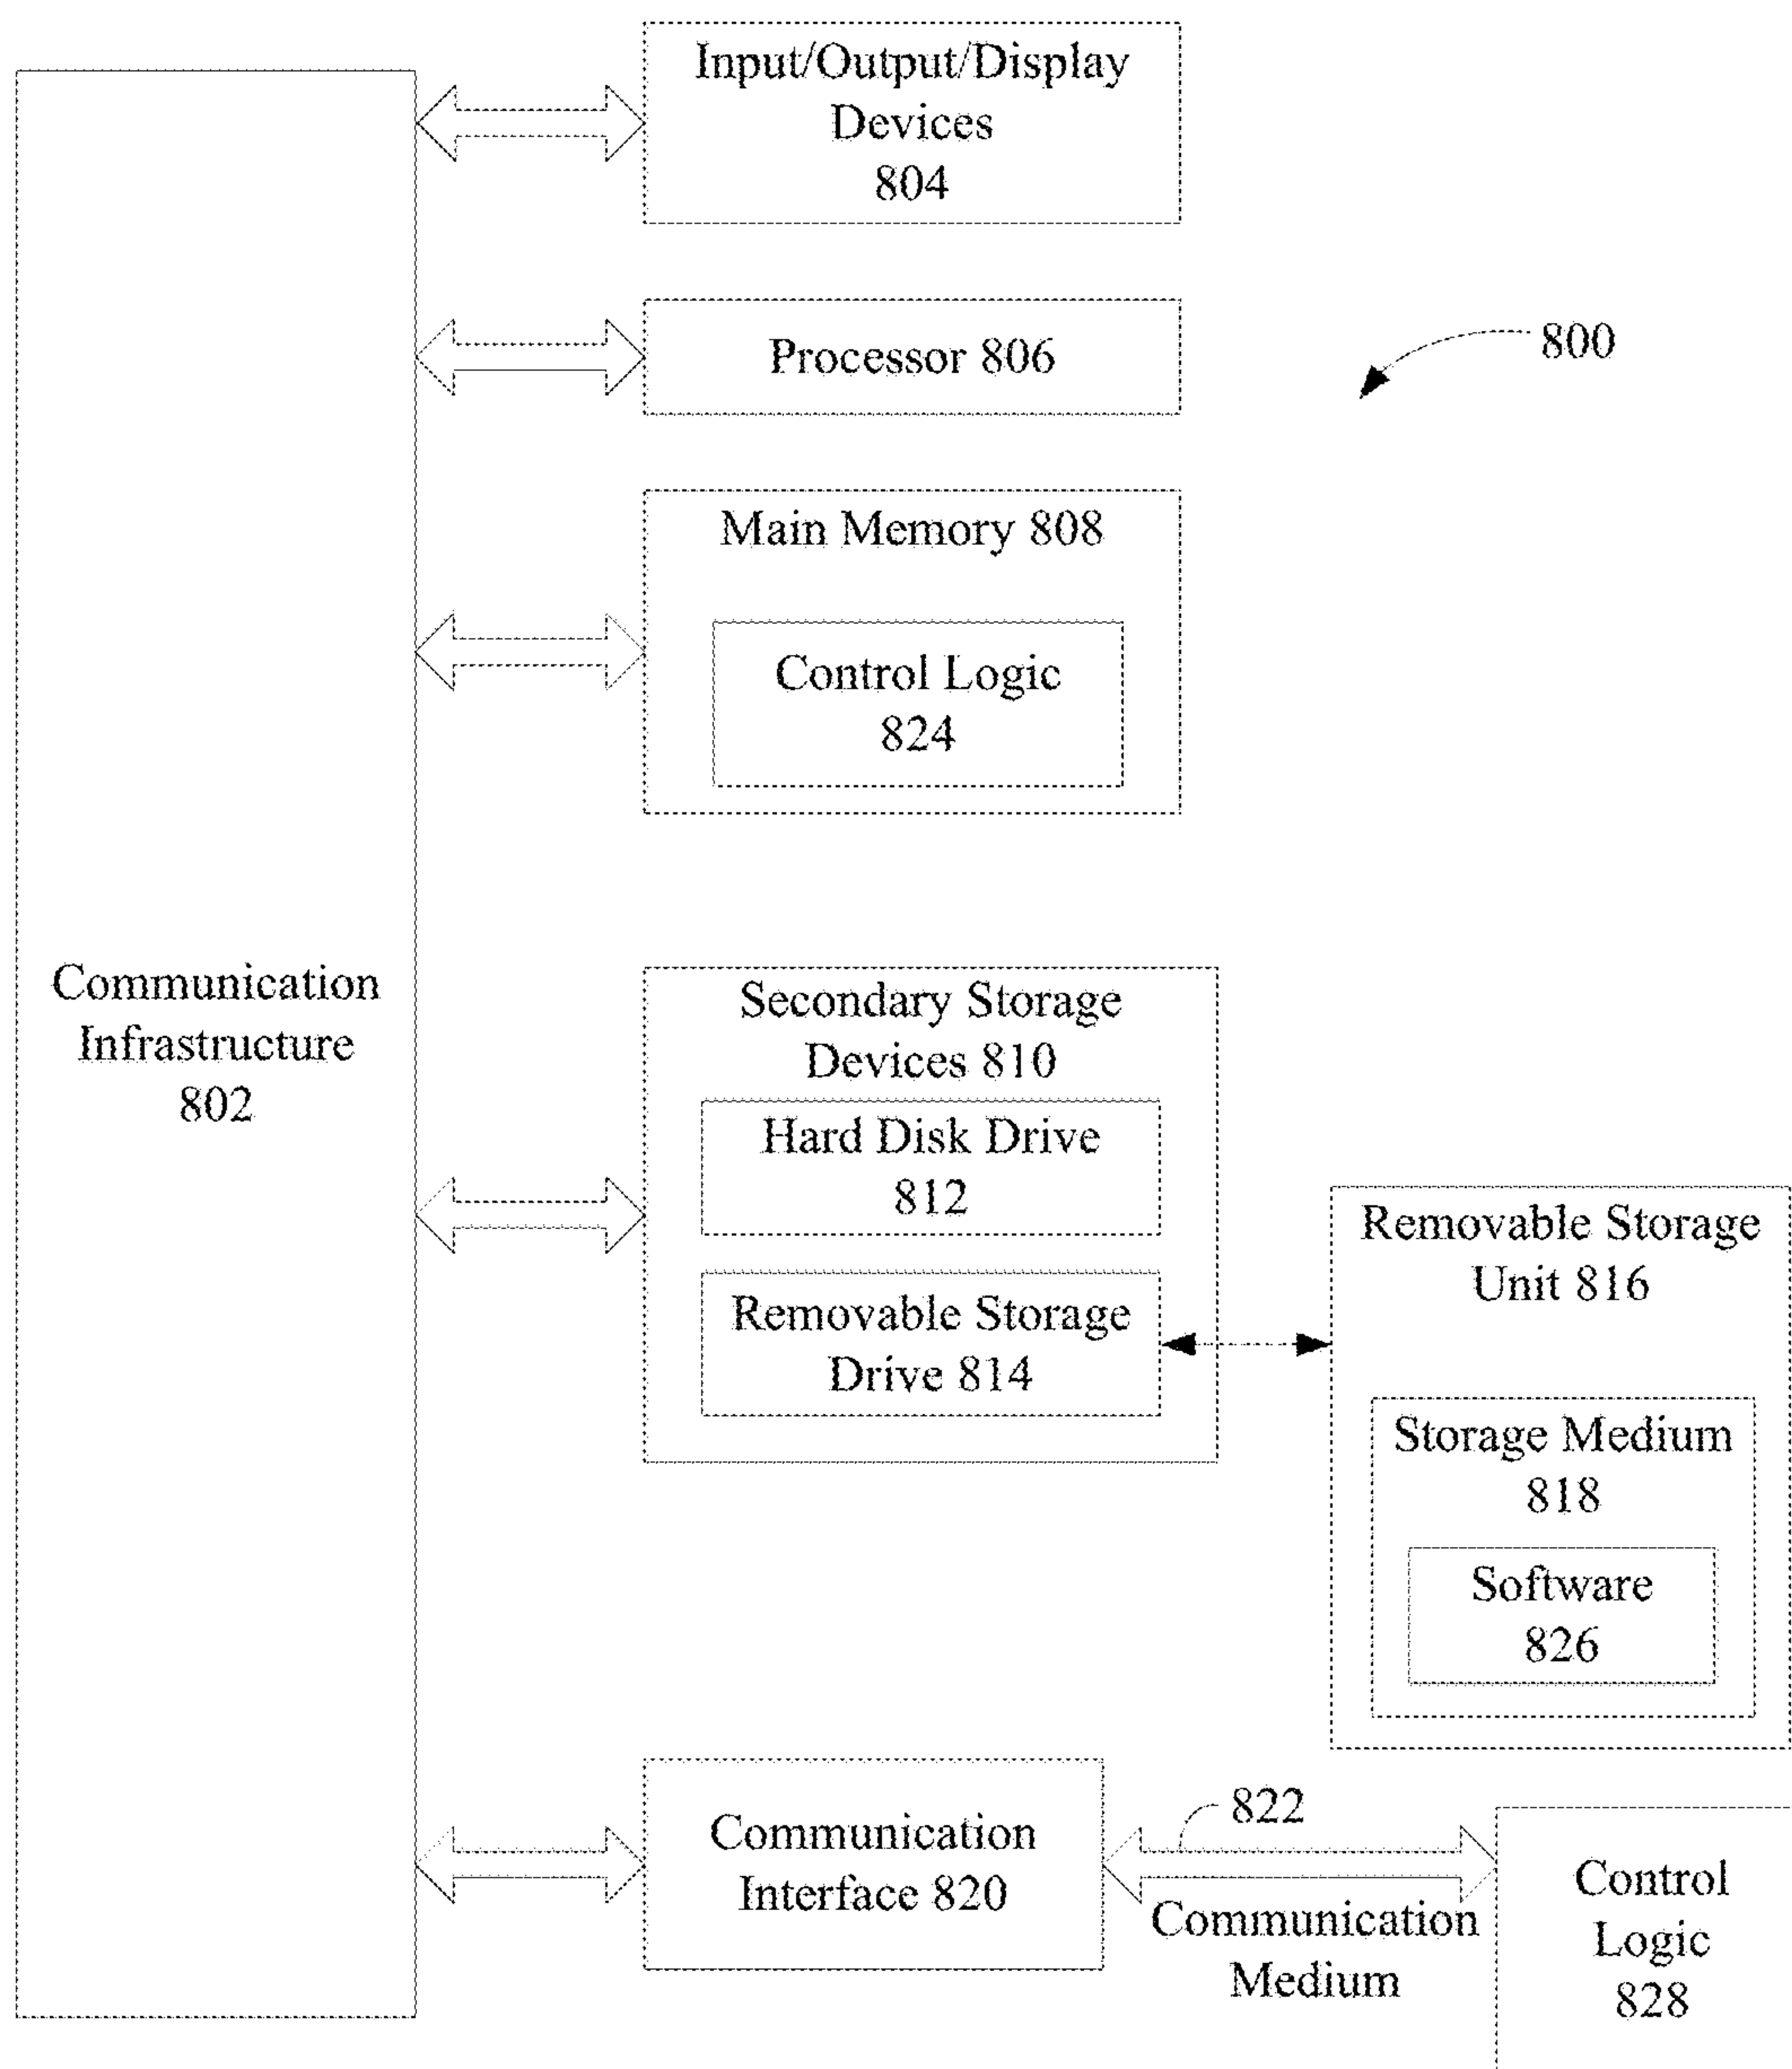 Input/Output/Display
Devices
804
Processor 806
800
Main Memory 808
Control Logic
824
Communication
Infrastructure
802
Secondary Storage
Devices 810
Hard Disk Drive
812
Removable Storage
Drive 814
Removable Storage
Unit 816
Storage Medium
818
Software
826
Communication
Interface 820
822
Communication
Medium
Control
Logic
828